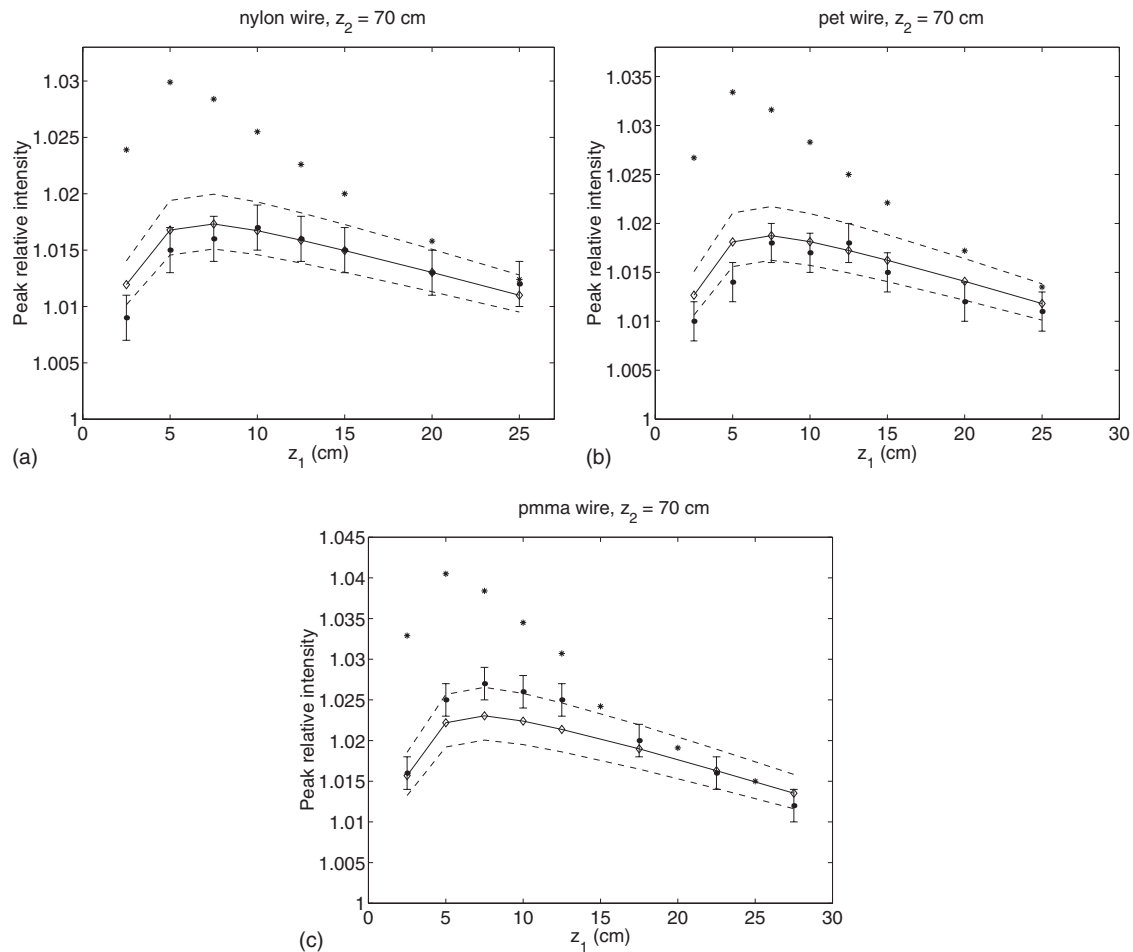 nylon wire, z2 = 70 cm
1.03
1.025
1.02
1.015
1.01
1.005
1
Peak relative intensity
0 5 10 15 20 25
z1 (cm)
(a)
pet wire, z2 = 70 cm
1.035
1.03
1.025
1.02
1.015
1.01
1.005
1
Peak relative intensity
0 5 10 15 20 25 30
z1 (cm)
(b)
pmma wire, z2 = 70 cm
1.045
1.04
1.035
1.03
1.025
1.02
1.015
1.01
1.005
1
Peak relative intensity
0 5 10 15 20 25 30
z1 (cm)
(c)